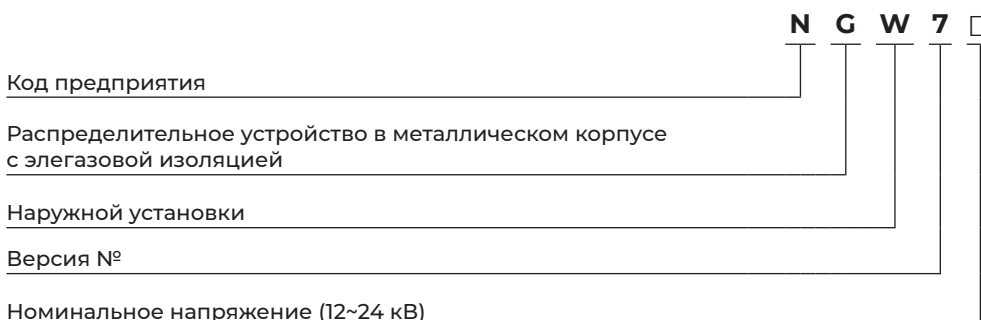 N G W 7 □
Код предприятия
Распределительное устройство в металлическом корпусе
с элегазовой изоляцией
Наружной установки
Версия №
Номинальное напряжение (12~24 кВ)